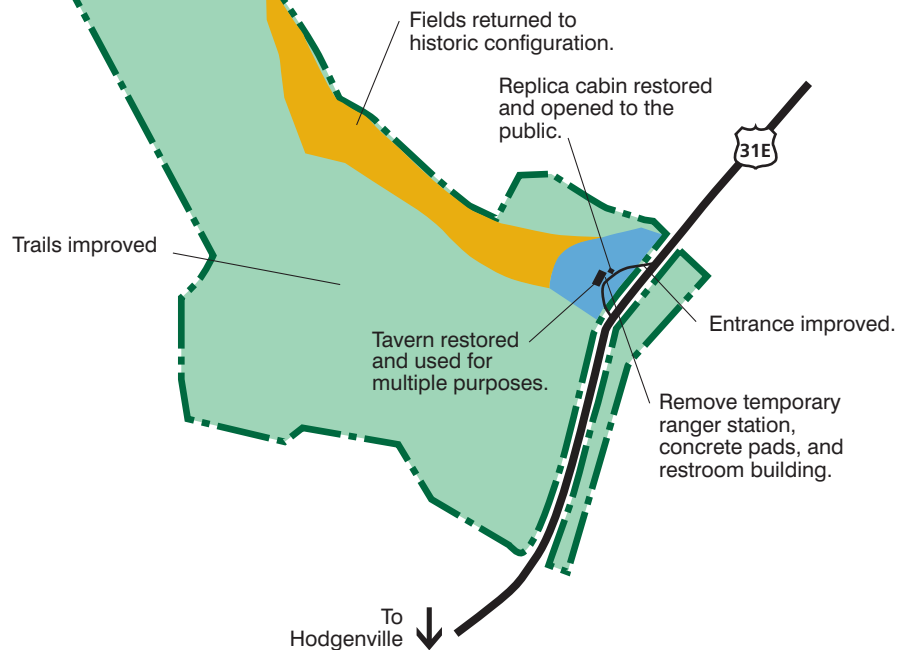 Fields returned to
historic configuration.
Replica cabin restored
and opened to the
public.
31E
Trails improved
Entrance improved.
Tavern restored
and used for
multiple purposes.
Remove temporary
ranger station,
concrete pads, and
restroom building.
To
Hodgenville